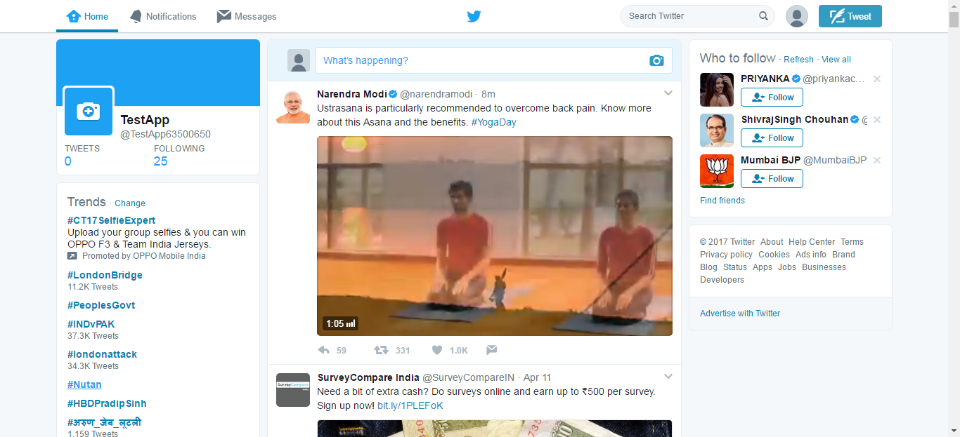 Home
Notifications
Messages
Search Twitter
Tweet
TestApp
@TestApp63500650
TWEETS
FOLLOWING
0
25
Trends · Change
#CT17SelfieExpert
Upload your group selfies & you can win
OPPO F3 & Team India Jerseys.
Promoted by OPPO Mobile India
#LondonBridge
11.2K Tweets
#PeoplesGovt
#INDvPAK
37.3K Tweets
#londonattack
34.3K Tweets
#Nutan
#HBDPradipSinh
#अरुण_जेब_लूटली
1,159 Tweets
What's happening?
Narendra Modi @narendramodi · 8m
Ustrasana is particularly recommended to overcome back pain. Know more
about this Asana and the benefits. #YogaDay
1:05
59
331
1.0K
SurveyCompare India @SurveyCompareIN · Apr 11
Need a bit of extra cash? Do surveys online and earn up to ₹500 per survey.
Sign up now! bit.ly/1PLEFoK
Who to follow · Refresh · View all
PRIYANKA @priyankac...
Follow
ShivrajSingh Chouhan
Follow
Mumbai BJP @MumbaiBJP
Follow
Find friends
© 2017 Twitter About Help Center Terms
Privacy policy Cookies Ads info Brand
Blog Status Apps Jobs Businesses
Developers
Advertise with Twitter